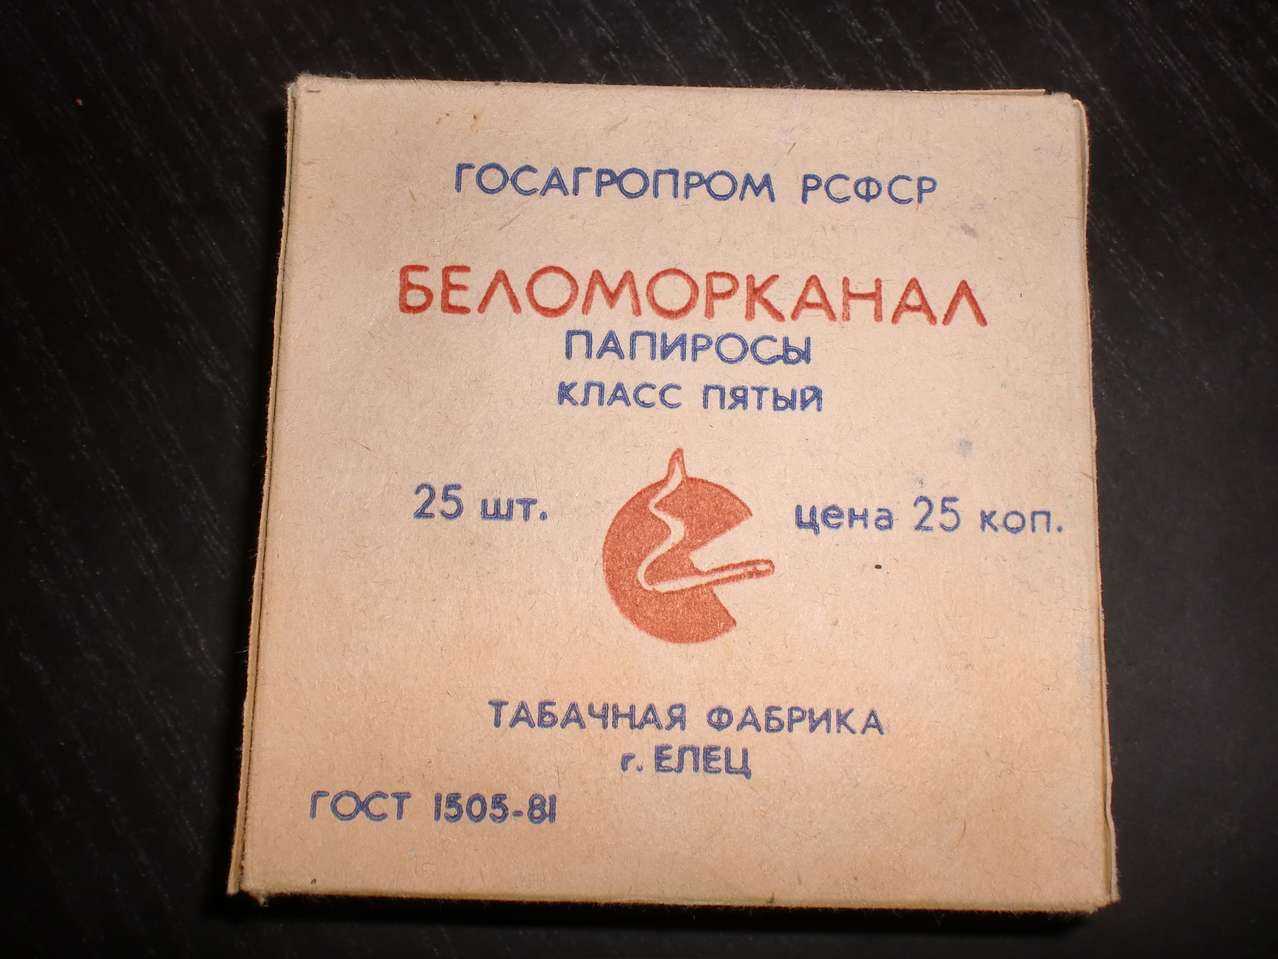 ГОСАГРОПРОМ РСФСР
БЕЛОМОРКАНАЛ
ПАПИРОСЫ
КЛАСС ПЯТЫЙ
25 шт. цена 25 коп.
ТАБАЧНАЯ ФАБРИКА
г. ЕЛЕЦ
ГОСТ 1505-81